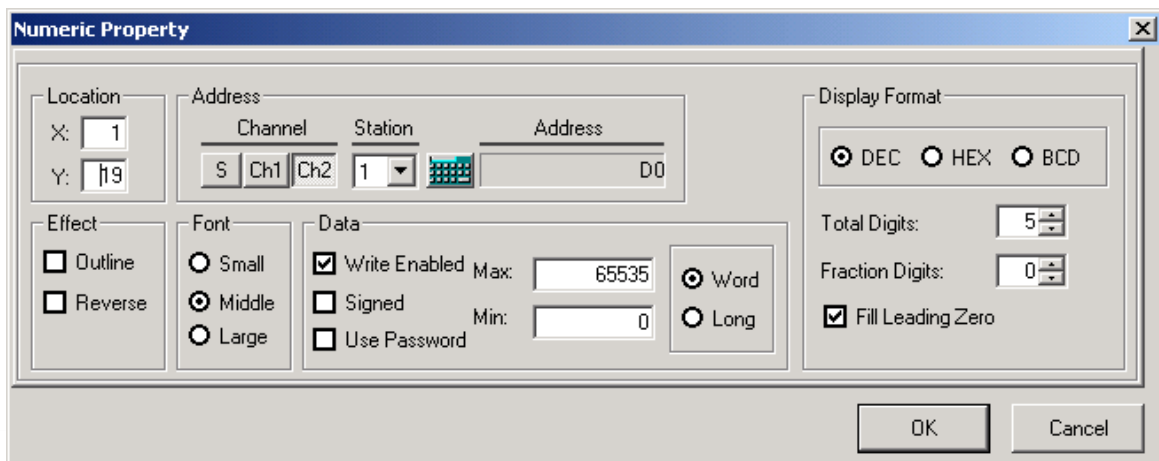 Numeric Property
Location
X: 1
Y: 19
Address
Channel Station Address
S Ch1 Ch2 1 D0
Effect
Outline
Reverse
Font
Small
Middle
Large
Data
Write Enabled
Signed
Use Password
Max: 65535
Min: 0
Word
Long
Display Format
DEC HEX BCD
Total Digits: 5
Fraction Digits: 0
Fill Leading Zero
OK Cancel